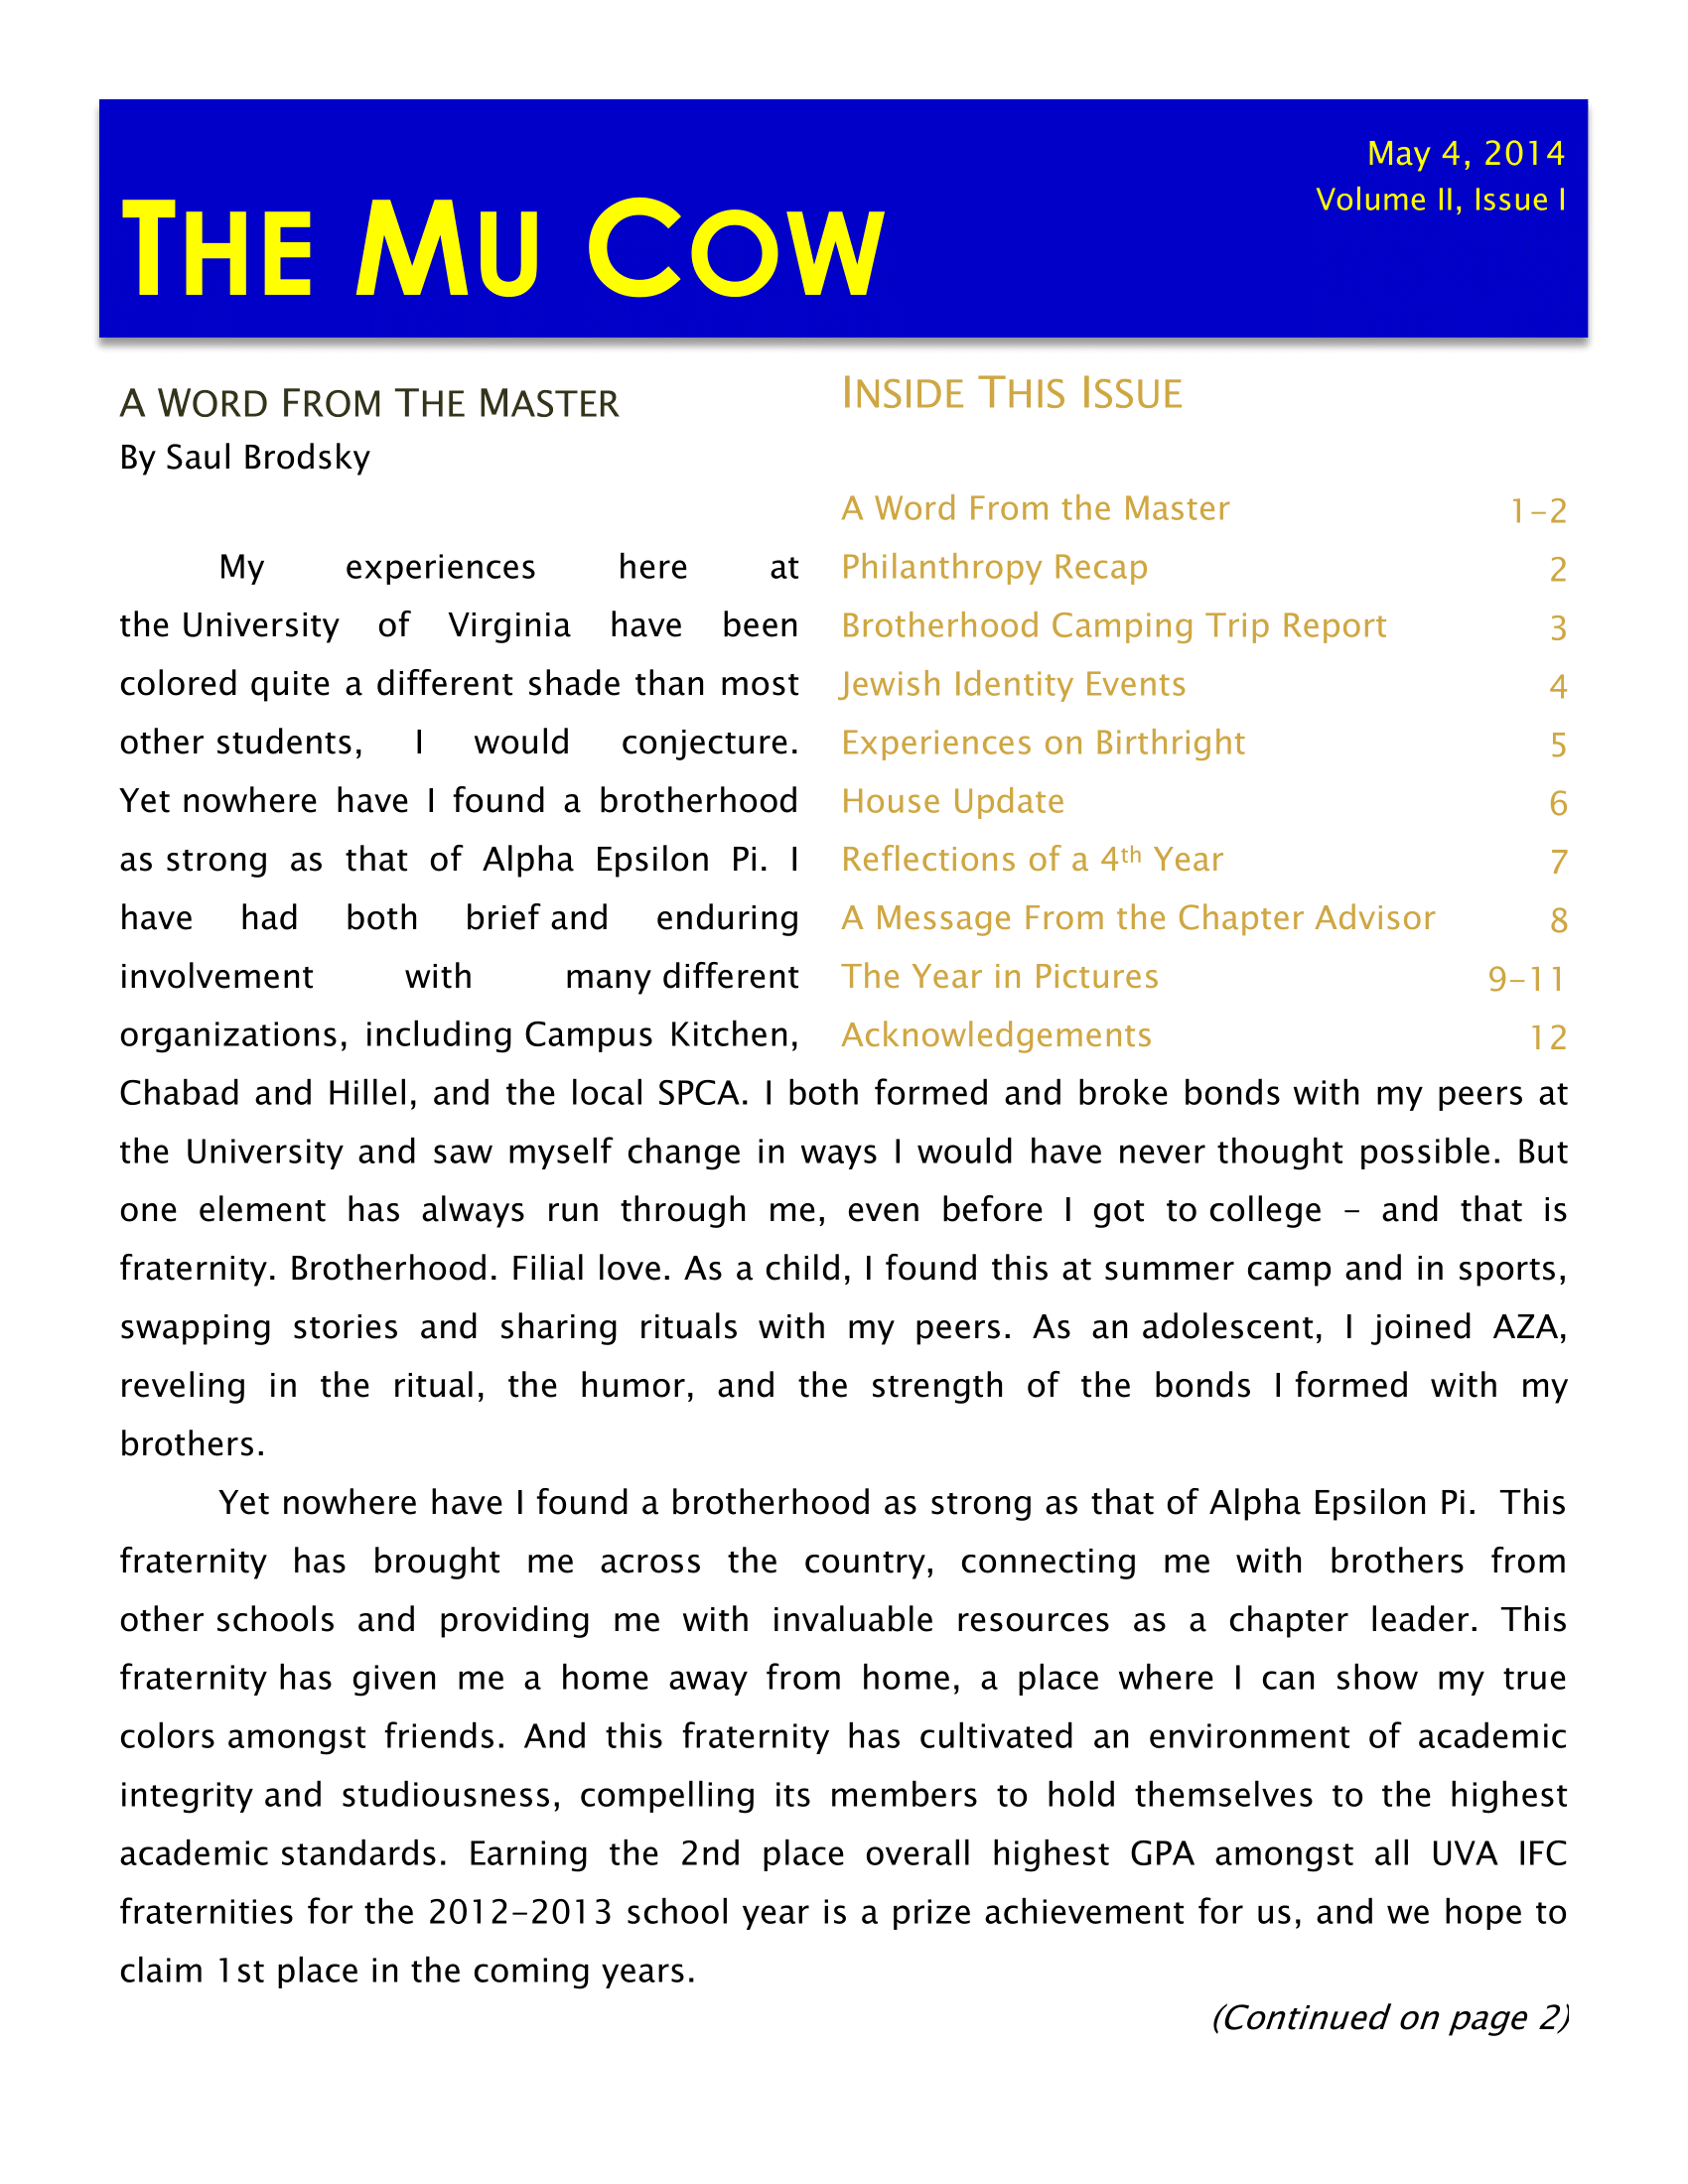 May 4, 2014
Volume II, Issue I
THE MU COW
A WORD FROM THE MASTER
By Saul Brodsky
My experiences here at
the University of Virginia have been
colored quite a different shade than most
other students, I would conjecture.
Yet nowhere have I found a brotherhood
as strong as that of Alpha Epsilon Pi. I
have had both brief and enduring
involvement with many different
organizations, including Campus Kitchen,
INSIDE THIS ISSUE
A Word From the Master 1-2
Philanthropy Recap 2
Brotherhood Camping Trip Report 3
Jewish Identity Events 4
Experiences on Birthright 5
House Update 6
Reflections of a 4th Year 7
A Message From the Chapter Advisor 8
The Year in Pictures 9-11
Acknowledgements 12
Chabad and Hillel, and the local SPCA. I both formed and broke bonds with my peers at
the University and saw myself change in ways I would have never thought possible. But
one element has always run through me, even before I got to college – and that is
fraternity. Brotherhood. Filial love. As a child, I found this at summer camp and in sports,
swapping stories and sharing rituals with my peers. As an adolescent, I joined AZA,
reveling in the ritual, the humor, and the strength of the bonds I formed with my
brothers.
Yet nowhere have I found a brotherhood as strong as that of Alpha Epsilon Pi. This
fraternity has brought me across the country, connecting me with brothers from
other schools and providing me with invaluable resources as a chapter leader. This
fraternity has given me a home away from home, a place where I can show my true
colors amongst friends. And this fraternity has cultivated an environment of academic
integrity and studiousness, compelling its members to hold themselves to the highest
academic standards. Earning the 2nd place overall highest GPA amongst all UVA IFC
fraternities for the 2012-2013 school year is a prize achievement for us, and we hope to
claim 1st place in the coming years.
(Continued on page 2)